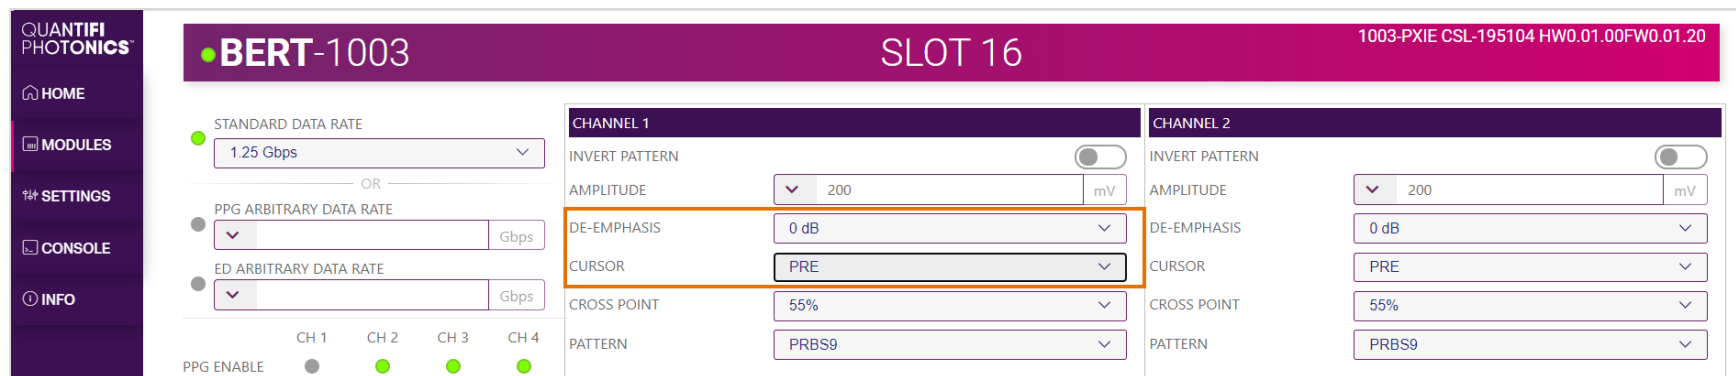 QUANTIFI
PHOTONICS™
HOME
MODULES
SETTINGS
CONSOLE
INFO
BERT-1003
SLOT 16
1003-PXIE CSL-195104 HW0.01.00FW0.01.20
STANDARD DATA RATE
1.25 Gbps
OR
PPG ARBITRARY DATA RATE
Gbps
ED ARBITRARY DATA RATE
Gbps
CH 1 CH 2 CH 3 CH 4
PPG ENABLE
CHANNEL 1
INVERT PATTERN
AMPLITUDE 200 mV
DE-EMPHASIS 0 dB
CURSOR PRE
CROSS POINT 55%
PATTERN PRBS9
CHANNEL 2
INVERT PATTERN
AMPLITUDE 200 mV
DE-EMPHASIS 0 dB
CURSOR PRE
CROSS POINT 55%
PATTERN PRBS9